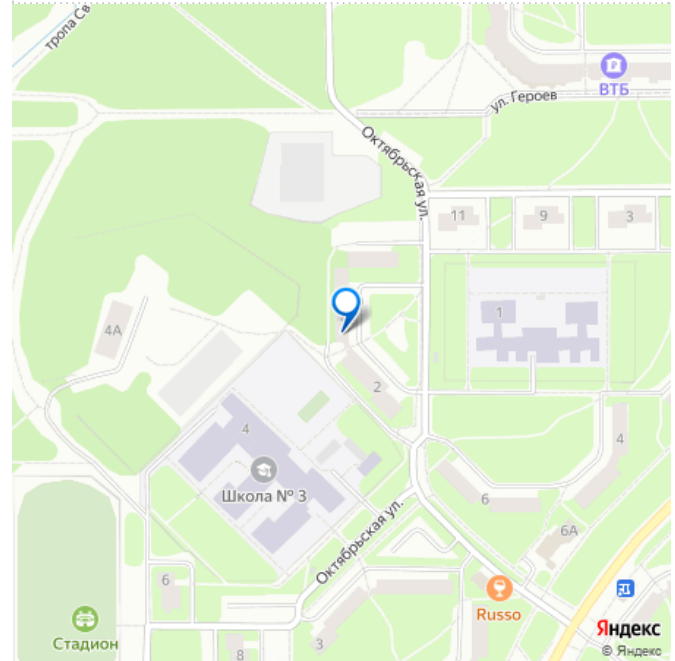 тропа Св
ВТБ
ул. Героев
Октябрьская ул.
11
9
3
1
4А
2
4
4
Школа № 3
6
Октябрьская ул.
6А
6
Russo
Яндекс
Стадион
8
3
© Яндекс